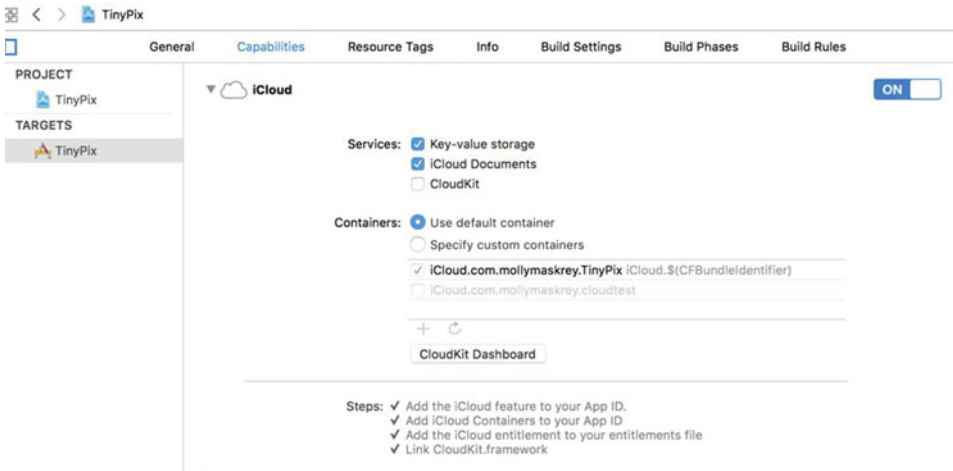 TinyPix
General Capabilities Resource Tags Info Build Settings Build Phases Build Rules
PROJECT
TinyPix
TARGETS
TinyPix
iCloud
ON
Services: Key-value storage
iCloud Documents
CloudKit
Containers: Use default container
Specify custom containers
iCloud.com.mollymaskrey.TinyPix iCloud.$(CFBundleIdentifier)
iCloud.com.mollymaskrey.cloudtest
CloudKit Dashboard
Steps: ✓ Add the iCloud feature to your App ID.
✓ Add iCloud Containers to your App ID
✓ Add the iCloud entitlement to your entitlements file
✓ Link CloudKit.framework